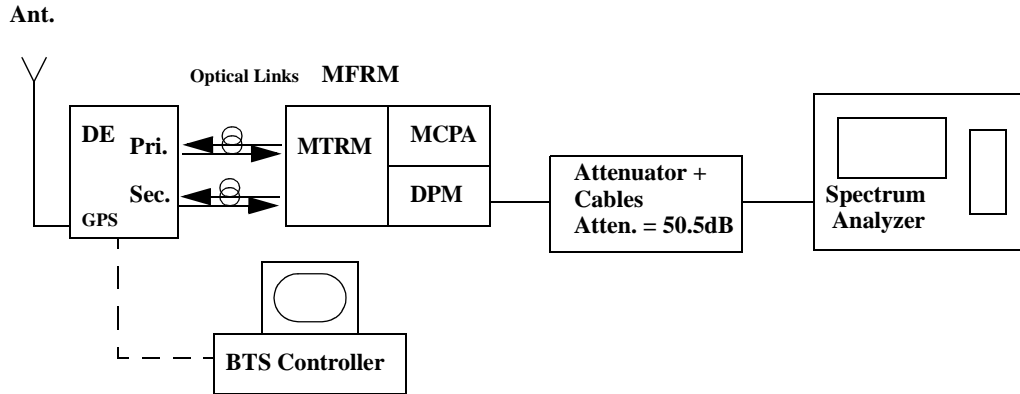 Ant.
Optical Links
MFRM
DE
Pri.
Sec.
GPS
MTRM
MCPA
DPM
Attenuator +
Cables
Atten. = 50.5dB
Spectrum
Analyzer
BTS Controller